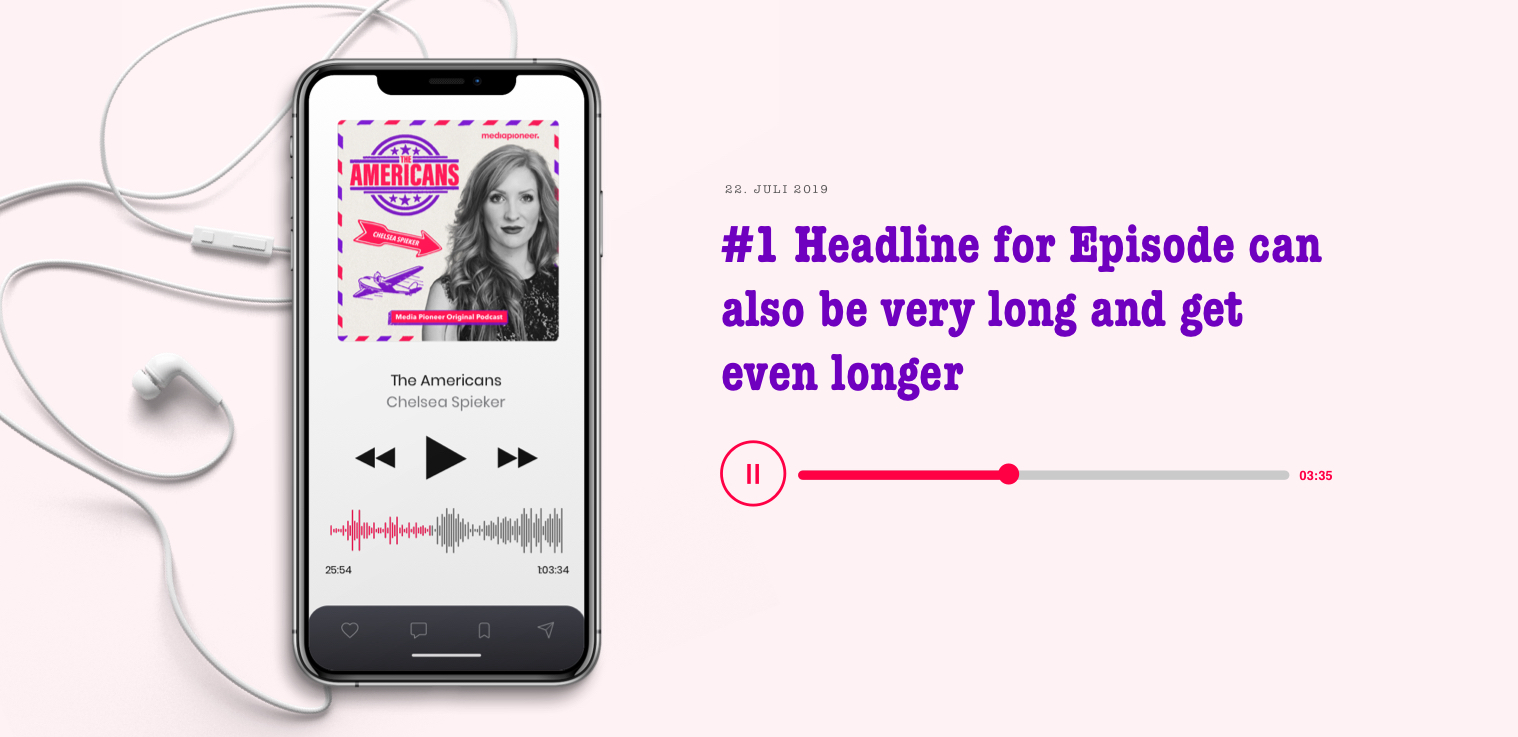 mediapioneer.
THE
AMERICANS
CHELSEA SPIEKER
Media Pioneer Original Podcast
The Americans
Chelsea Spieker
25:54
1:03:34
22. JULI 2019
#1 Headline for Episode can
also be very long and get
even longer
03:35